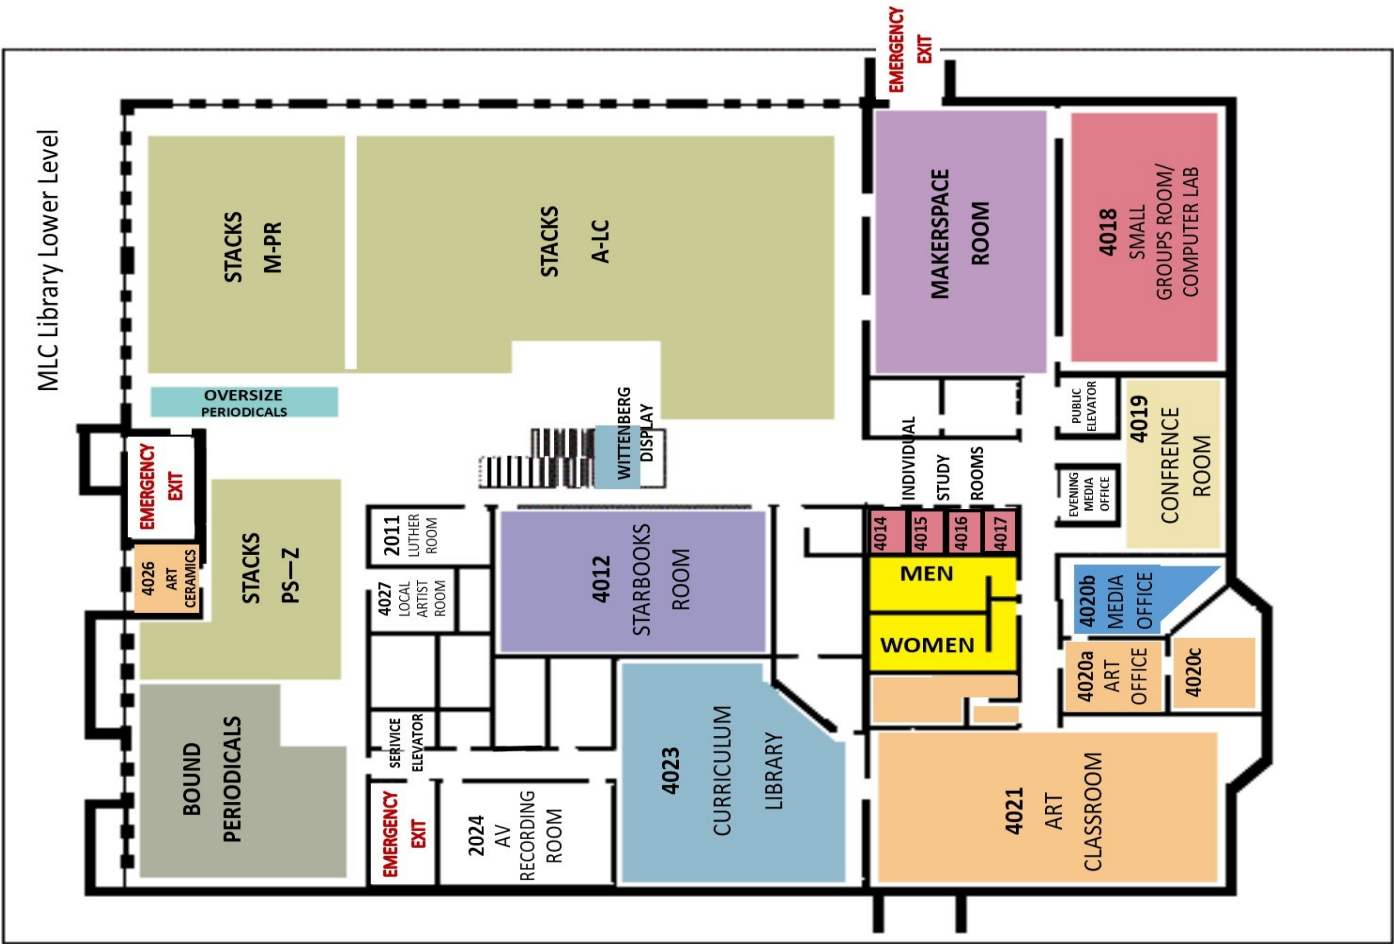 MLC Library Lower Level
EMERGENCY
EXIT
STACKS
M-PR
STACKS
A-LC
MAKERSPACE
ROOM
4018
SMALL
GROUPS ROOM/
COMPUTER LAB
OVERSIZE
PERIODICALS
WITTENBERG
DISPLAY
PUBLIC
ELEVATOR
4019
CONFRENCE
ROOM
INDIVIDUAL
STUDY
ROOMS
EVENING
MEDIA
OFFICE
EMERGENCY
EXIT
STACKS
PS—Z
2011
LUTHER
ROOM
4012
STARBOOKS
ROOM
4014
4015
4016
4017
4026
ART
CERAMICS
4027
LOCAL
ARTIST
ROOM
MEN
WOMEN
4020b
MEDIA
OFFICE
4020a
ART
OFFICE
4020c
BOUND
PERIODICALS
SERIVICE
ELEVATOR
4023
CURRICULUM
LIBRARY
EMERGENCY
EXIT
2024
AV
RECORDING
ROOM
4021
ART
CLASSROOM